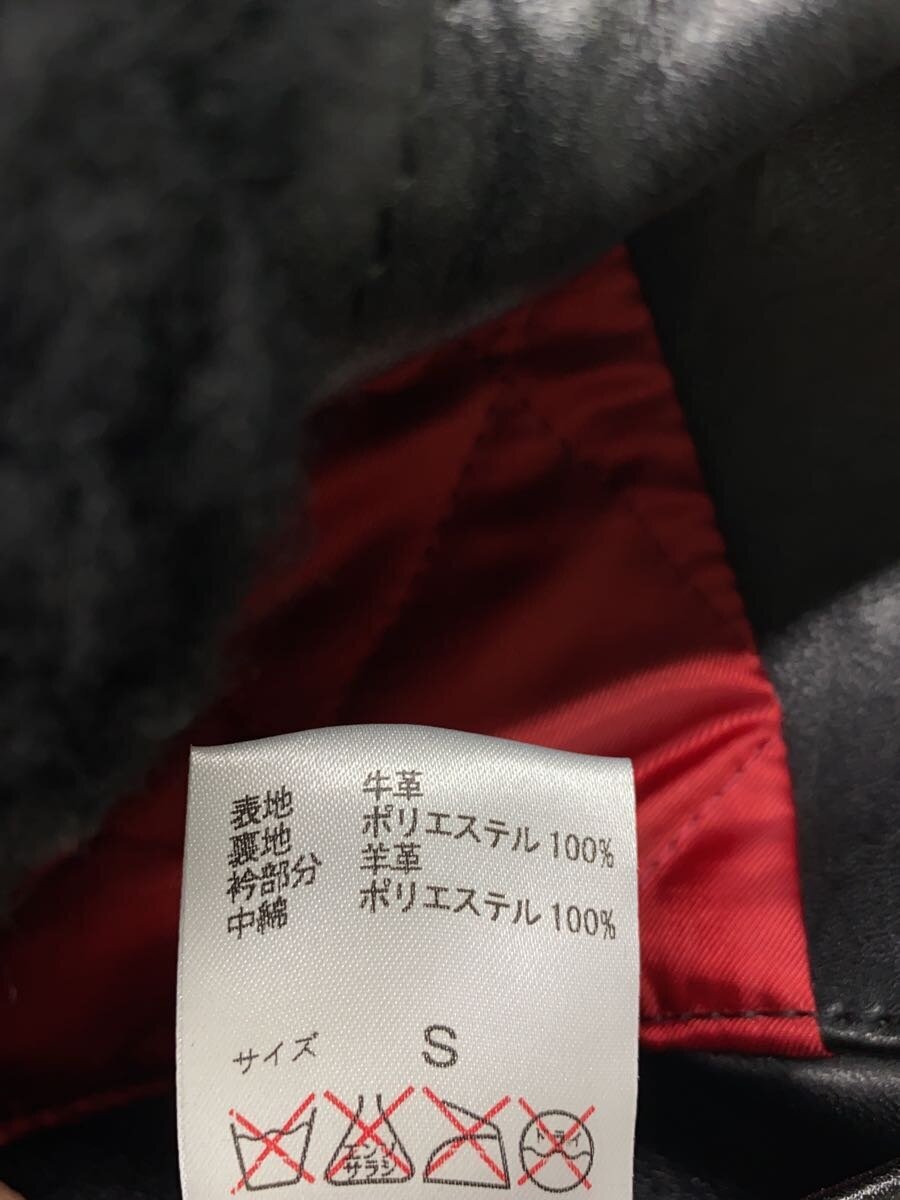 表地 牛革
裏地 ポリエステル 100%
衿部分 羊革
中綿 ポリエステル 100%
サイズ S
エンソ
サラシ
ドライ